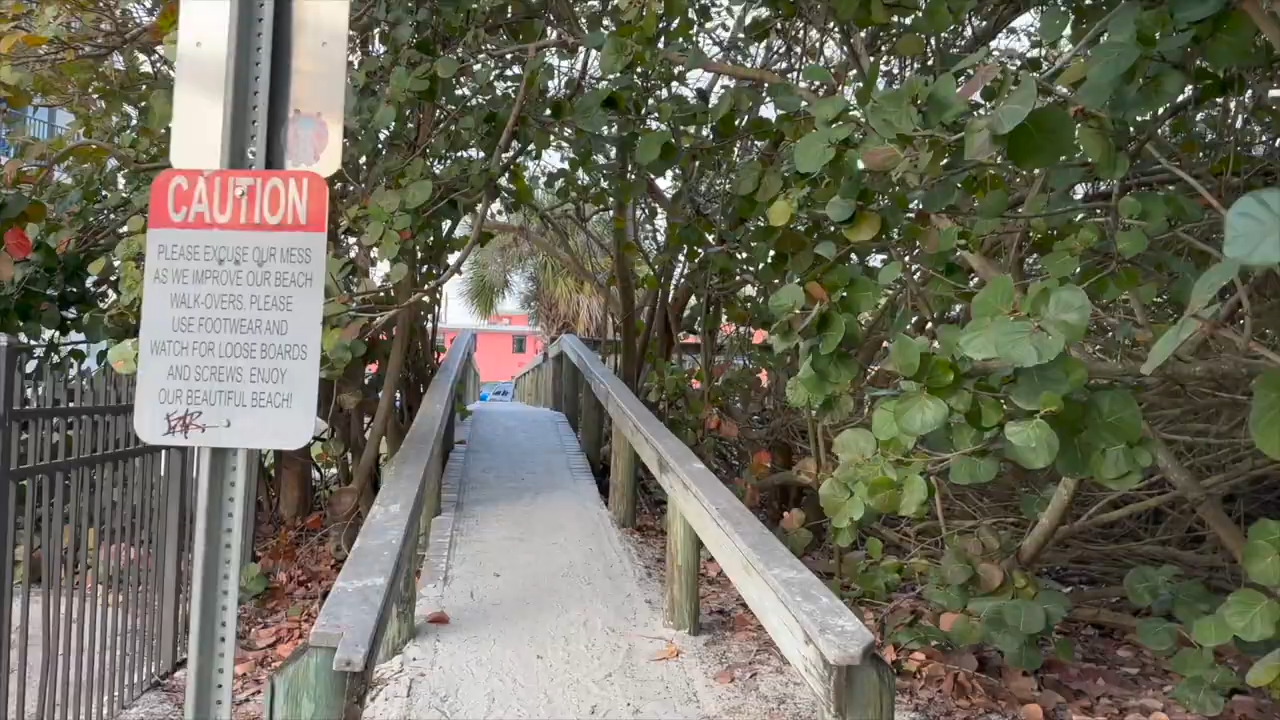 CAUTION
PLEASE EXCUSE OUR MESS
AS WE IMPROVE OUR BEACH
WALK-OVERS. PLEASE
USE FOOTWEAR AND
WATCH FOR LOOSE BOARDS
AND SCREWS. ENJOY
OUR BEAUTIFUL BEACH!